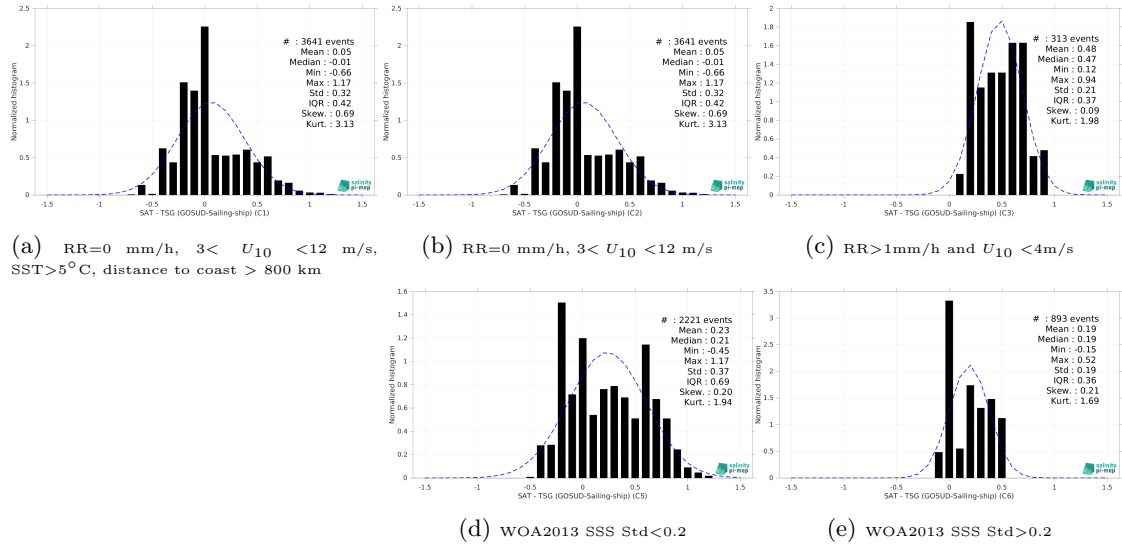 Normalized histogram
2.5
2
1.5
1
0.5
0
-1.5 -1 -0.5 0 0.5 1 1.5
SAT - TSG (GOSUD-Sailing-ship) (C1)
# : 3641 events
Mean : 0.05
Median : -0.01
Min : -0.66
Max : 1.17
Std : 0.32
IQR : 0.42
Skew. : 0.69
Kurt. : 3.13
salinity
pi-mep
(a) RR=0 mm/h, 3< U10 <12 m/s,
SST>5°C, distance to coast > 800 km
Normalized histogram
2.5
2
1.5
1
0.5
0
-1.5 -1 -0.5 0 0.5 1 1.5
SAT - TSG (GOSUD-Sailing-ship) (C2)
# : 3641 events
Mean : 0.05
Median : -0.01
Min : -0.66
Max : 1.17
Std : 0.32
IQR : 0.42
Skew. : 0.69
Kurt. : 3.13
salinity
pi-mep
(b) RR=0 mm/h, 3< U10 <12 m/s
Normalized histogram
2
1.8
1.6
1.4
1.2
1
0.8
0.6
0.4
0.2
0
-1.5 -1 -0.5 0 0.5 1 1.5
SAT - TSG (GOSUD-Sailing-ship) (C3)
# : 313 events
Mean : 0.48
Median : 0.47
Min : 0.12
Max : 0.94
Std : 0.21
IQR : 0.37
Skew. : 0.09
Kurt. : 1.98
salinity
pi-mep
(c) RR>1mm/h and U10 <4m/s
Normalized histogram
1.6
1.4
1.2
1
0.8
0.6
0.4
0.2
0
-1.5 -1 -0.5 0 0.5 1 1.5
SAT - TSG (GOSUD-Sailing-ship) (C5)
# : 2221 events
Mean : 0.23
Median : 0.21
Min : -0.45
Max : 1.17
Std : 0.37
IQR : 0.69
Skew. : 0.20
Kurt. : 1.94
salinity
pi-mep
(d) WOA2013 SSS Std<0.2
Normalized histogram
3.5
3
2.5
2
1.5
1
0.5
0
-1.5 -1 -0.5 0 0.5 1 1.5
SAT - TSG (GOSUD-Sailing-ship) (C6)
# : 893 events
Mean : 0.19
Median : 0.19
Min : -0.15
Max : 0.52
Std : 0.19
IQR : 0.36
Skew. : 0.21
Kurt. : 1.69
salinity
pi-mep
(e) WOA2013 SSS Std>0.2